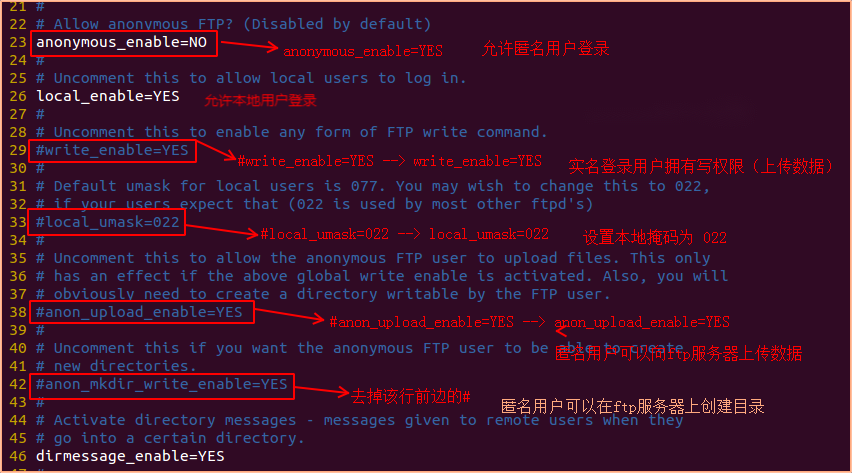 21 #
22 # Allow anonymous FTP? (Disabled by default)
23 anonymous_enable=NO
anonymous_enable=YES 允许匿名用户登录
24 #
25 # Uncomment this to allow local users to log in.
26 local_enable=YES 允许本地用户登录
27 #
28 # Uncomment this to enable any form of FTP write command.
29 #write_enable=YES
#write_enable=YES --> write_enable=YES 实名登录用户拥有写权限（上传数据）
30 #
31 # Default umask for local users is 077. You may wish to change this to 022,
32 # if your users expect that (022 is used by most other ftpd's)
33 #local_umask=022
#local_umask=022 --> local_umask=022 设置本地掩码为 022
34 #
35 # Uncomment this to allow the anonymous FTP user to upload files. This only
36 # has an effect if the above global write enable is activated. Also, you will
37 # obviously need to create a directory writable by the FTP user.
38 #anon_upload_enable=YES
#anon_upload_enable=YES --> anon_upload_enable=YES
39 #
40 # Uncomment this if you want the anonymous FTP user to be able to create
匿名用户可以向ftp服务器上传数据
41 # new directories.
42 #anon_mkdir_write_enable=YES
去掉该行前边的#
43 #
匿名用户可以在ftp服务器上创建目录
44 # Activate directory messages - messages given to remote users when they
45 # go into a certain directory.
46 dirmessage_enable=YES